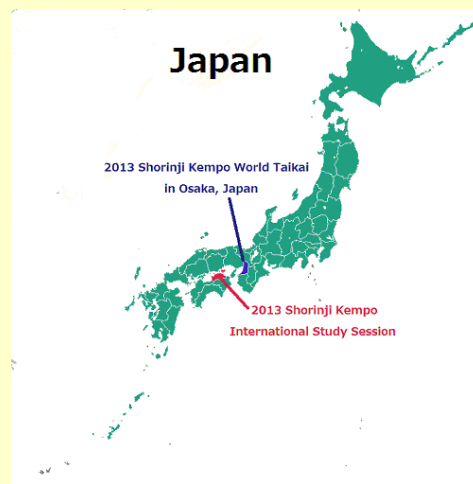 Japan
2013 Shorinji Kempo World Taikai
in Osaka, Japan
2013 Shorinji Kempo
International Study Session